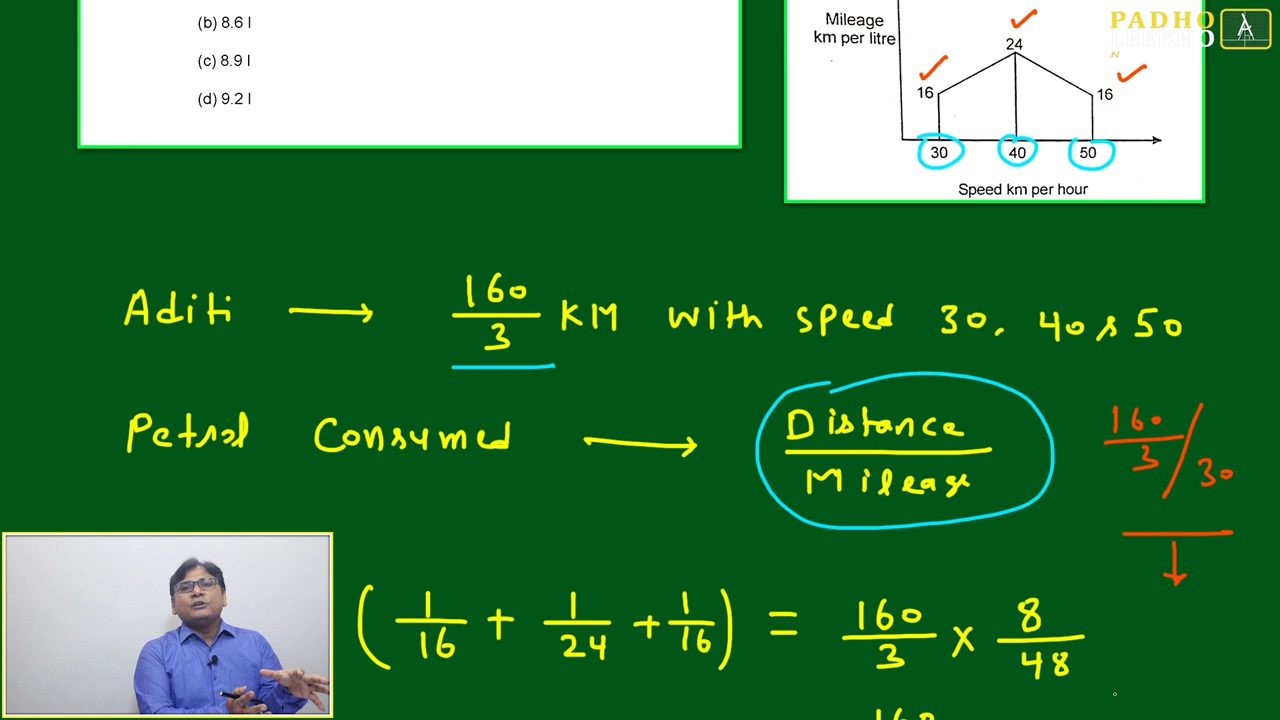 (b) 8.6 l
(c) 8.9 l
(d) 9.2 l
Mileage
km per litre
24
16
16
30 40 50
Speed km per hour
PADHO
LEEKHO
Aditi → 160/3 KM with speed 30, 40 & 50
Petrol Consumed → Distance/Mileage
160/3 / 30
(1/16 + 1/24 + 1/16) = 160/3 × 8/48
160